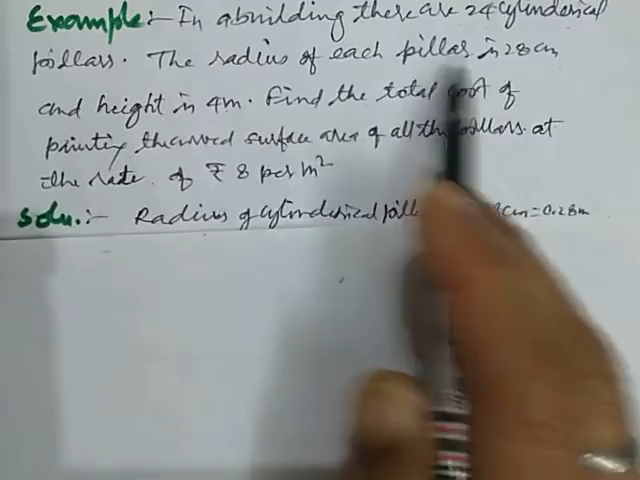 Example:- In a building there are 24 cylinderical
pillars. The radius of each pillar is 28 cm
and height is 4m. Find the total cost of
painting the curved surface area of all the pillars at
the rate of ₹ 8 per m²
Solu.:- Radius of cylinderical pill cm = 0.28m